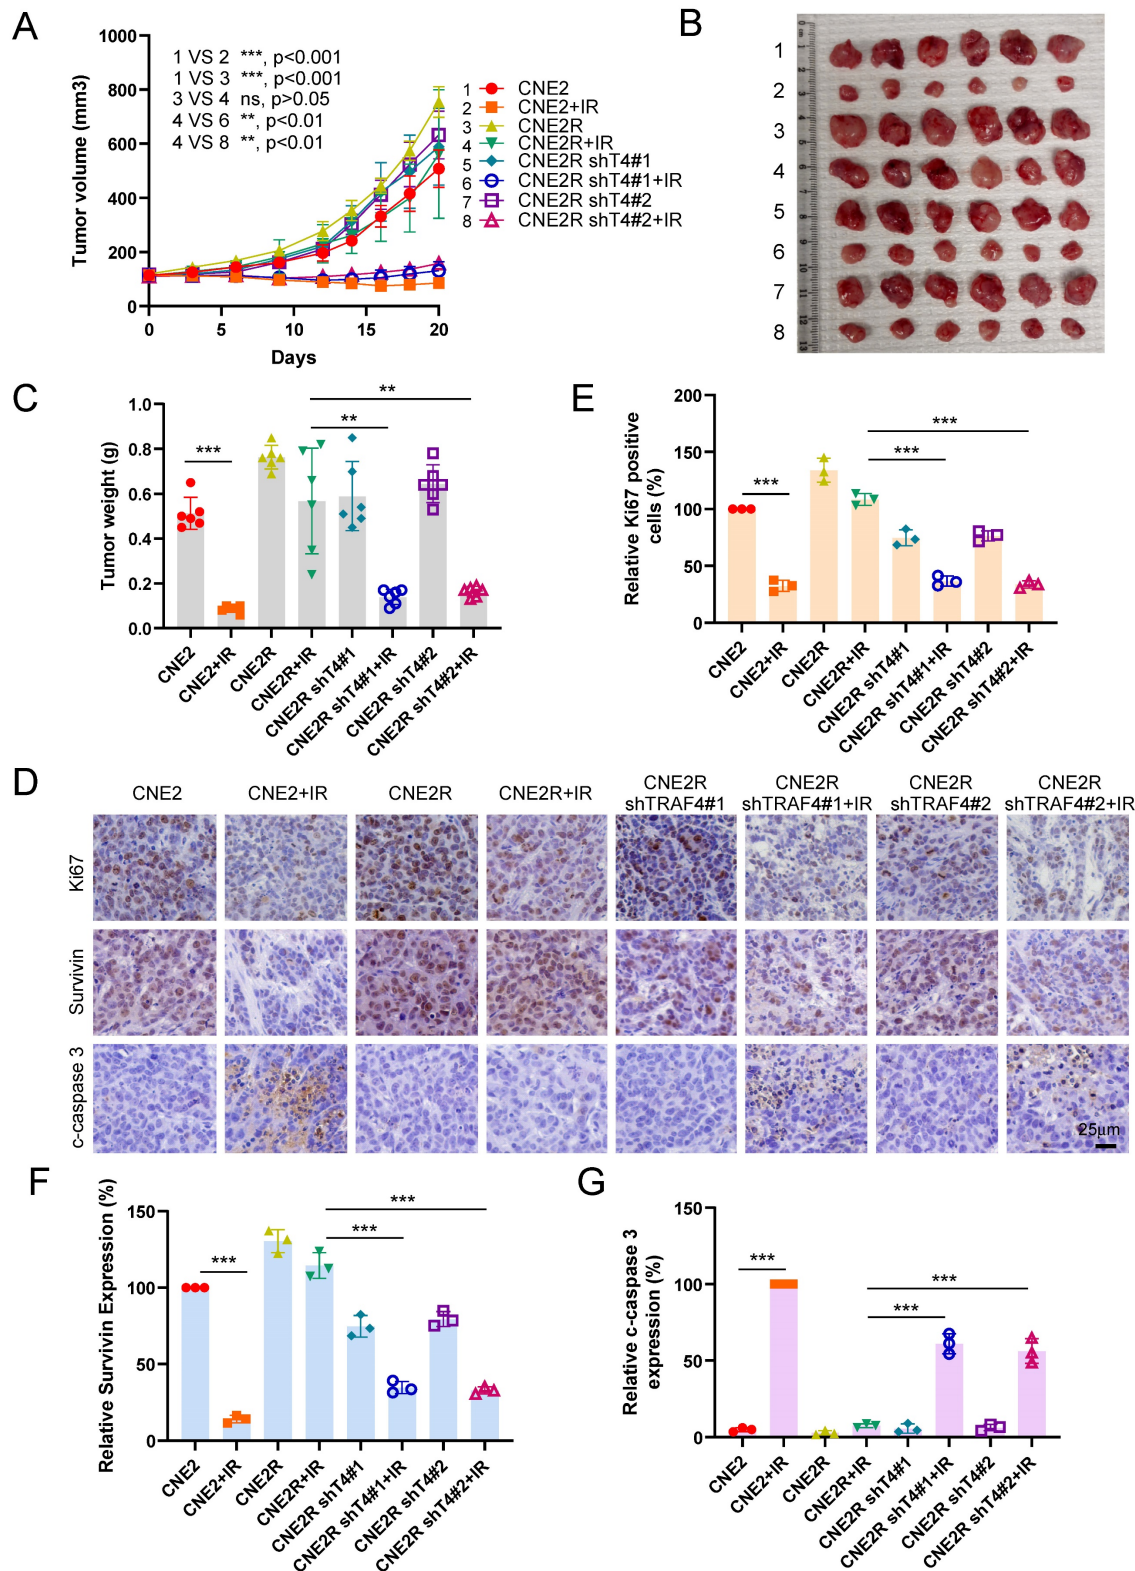 A
1000
800
600
400
200
0
Tumor volume (mm3)
0 5 10 15 20
Days
1 VS 2 ***, p<0.001
1 VS 3 ***, p<0.001
3 VS 4 ns, p>0.05
4 VS 6 **, p<0.01
4 VS 8 **, p<0.01
1 CNE2
2 CNE2+IR
3 CNE2R
4 CNE2R+IR
5 CNE2R shT4#1
6 CNE2R shT4#1+IR
7 CNE2R shT4#2
8 CNE2R shT4#2+IR
B
1
2
3
4
5
6
7
8
C
1.0
0.8
0.6
0.4
0.2
0.0
Tumor weight (g)
***
**
**
CNE2
CNE2+IR
CNE2R
CNE2R+IR
CNE2R shT4#1
CNE2R shT4#1+IR
CNE2R shT4#2
CNE2R shT4#2+IR
E
200
150
100
50
0
Relative Ki67 positive
cells (%)
***
***
***
CNE2
CNE2+IR
CNE2R
CNE2R+IR
CNE2R shT4#1
CNE2R shT4#1+IR
CNE2R shT4#2
CNE2R shT4#2+IR
D
CNE2
CNE2+IR
CNE2R
CNE2R+IR
CNE2R
shTRAF4#1
CNE2R
shTRAF4#1+IR
CNE2R
shTRAF4#2
CNE2R
shTRAF4#2+IR
Ki67
Survivin
c-caspase 3
25μm
F
150
100
50
0
Relative Survivin Expression (%)
***
***
***
CNE2
CNE2+IR
CNE2R
CNE2R+IR
CNE2R shT4#1
CNE2R shT4#1+IR
CNE2R shT4#2
CNE2R shT4#2+IR
G
150
100
50
0
Relative c-caspase 3
expression (%)
***
***
***
CNE2
CNE2+IR
CNE2R
CNE2R+IR
CNE2R shT4#1
CNE2R shT4#1+IR
CNE2R shT4#2
CNE2R shT4#2+IR